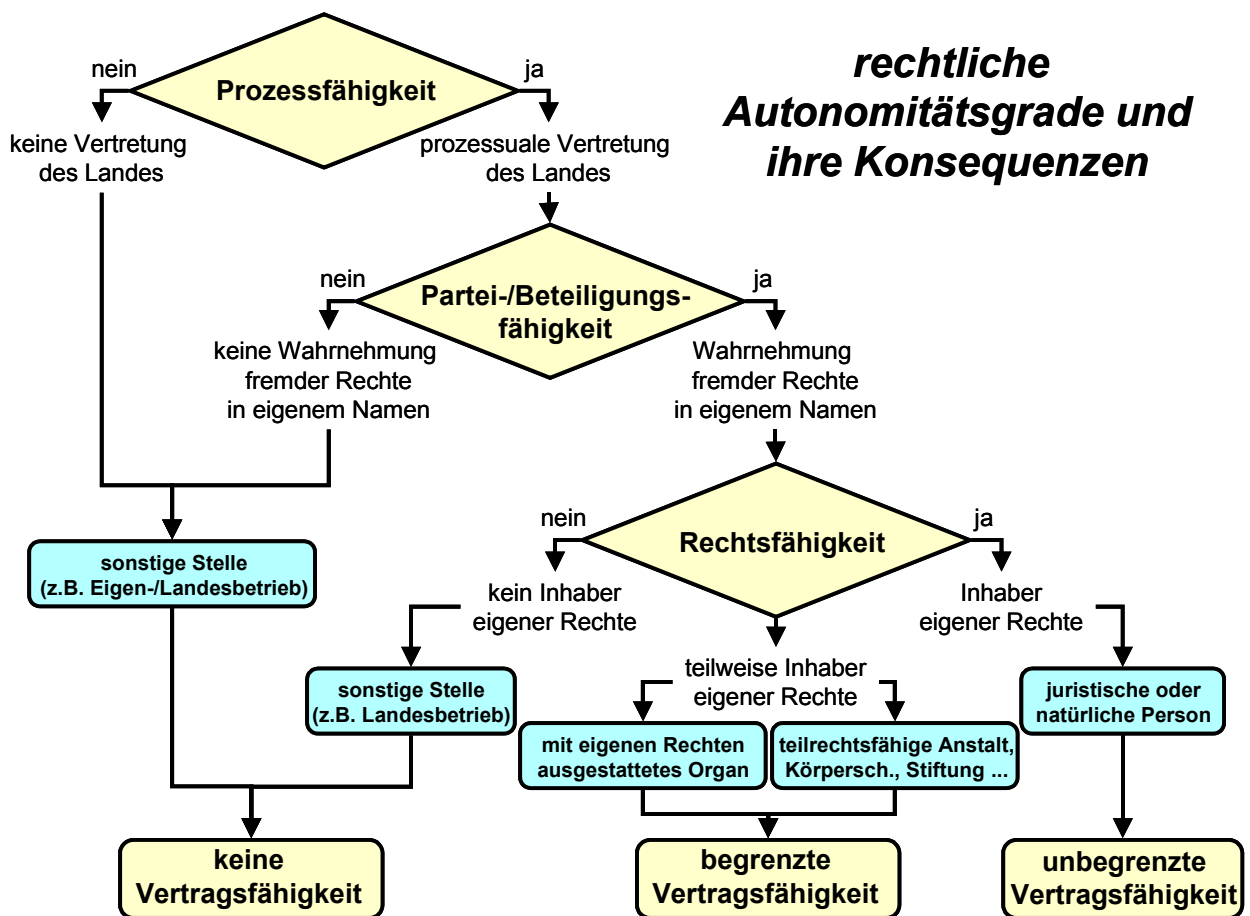 rechtliche
Autonomitätsgrade und
ihre Konsequenzen
nein
Prozessfähigkeit
ja
keine Vertretung
des Landes
prozessuale Vertretung
des Landes
nein
Partei-/Beteiligungs-
fähigkeit
ja
keine Wahrnehmung
fremder Rechte
in eigenem Namen
Wahrnehmung
fremder Rechte
in eigenem Namen
nein
Rechtsfähigkeit
ja
sonstige Stelle
(z.B. Eigen-/Landesbetrieb)
kein Inhaber
eigener Rechte
Inhaber
eigener Rechte
teilweise Inhaber
eigener Rechte
sonstige Stelle
(z.B. Landesbetrieb)
juristische oder
natürliche Person
mit eigenen Rechten
ausgestattetes Organ
teilrechtsfähige Anstalt,
Körpersch., Stiftung ...
keine
Vertragsfähigkeit
begrenzte
Vertragsfähigkeit
unbegrenzte
Vertragsfähigkeit